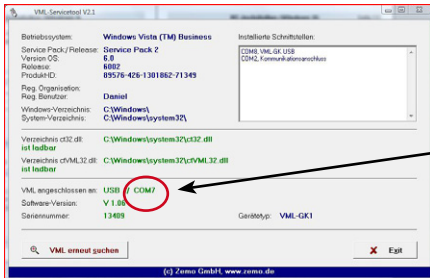 VML-Servicetool V2.1
Betriebssystem: Windows Vista (TM) Business
Installierte Schnittstellen:
Service Pack / Release: Service Pack 2
Version OS: 6.0
Release: 6002
ProduktID: 89576-426-1301862-71349
COM8, VML-GK USB
COM2, Kommunikationsanschluss
Reg. Organisation:
Reg. Benutzer: Daniel
Windows-Verzeichnis: C:\Windows\
System-Verzeichnis: C:\Windows\system32\
Verzeichnis ct32.dll: C:\Windows\system32\ct32.dll
ist ladbar
Verzeichnis ctVML32.dll: C:\Windows\system32\ctVML32.dll
ist ladbar
VML angeschlossen an: USB / COM7
Software-Version: V 1.06
Seriennummer: 13409
Gerätetyp: VML-GK1
VML erneut suchen
Exit
(c) Zemo GmbH, www.zemo.de